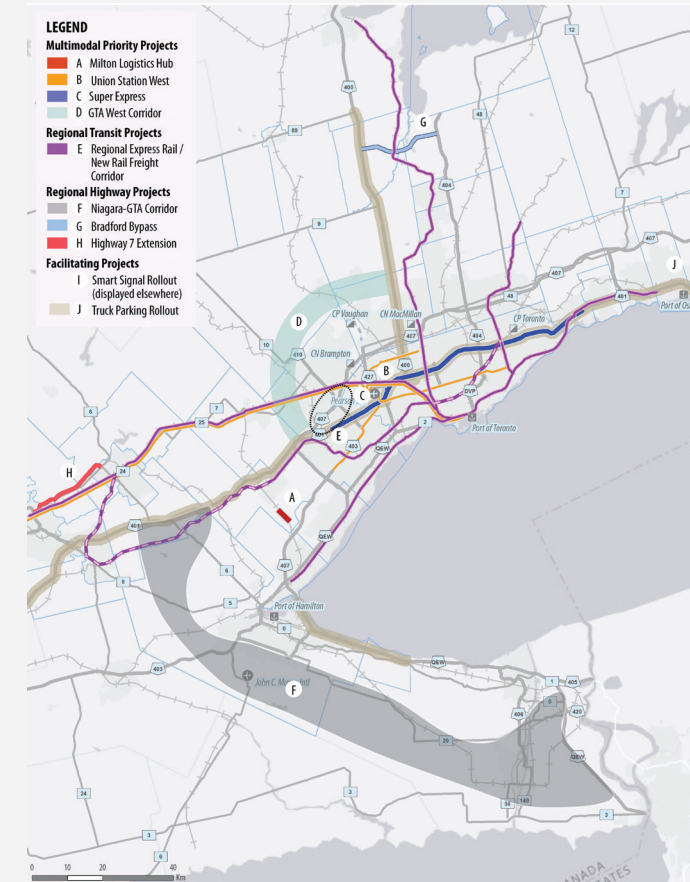 LEGEND
Multimodal Priority Projects
A Milton Logistics Hub
B Union Station West
C Super Express
D GTA West Corridor
Regional Transit Projects
E Regional Express Rail /
New Rail Freight
Corridor
Regional Highway Projects
F Niagara-GTA Corridor
G Bradford Bypass
H Highway 7 Extension
Facilitating Projects
I Smart Signal Rollout
(displayed elsewhere)
J Truck Parking Rollout
12
400
G
48
89
404
7
9
407
J
407
D
48
401
Port of Os
CP Vaughan
CN MacMillan
CP Toronto
10
410
407
404
CN Brampton
400
B
427
6
7
C
DVP
Pearso
25
407
2
Port of Toronto
401
E
403
QEW
H
24
A
401
QEW
407
8
6
5
Port of Hamilton
6
QEW
403
John C. Mu Intl
F
1
405
6
406
420
20
QEW
24
3
58
140
3
3
6
0
10
20
40
Km
CANADA
STATES